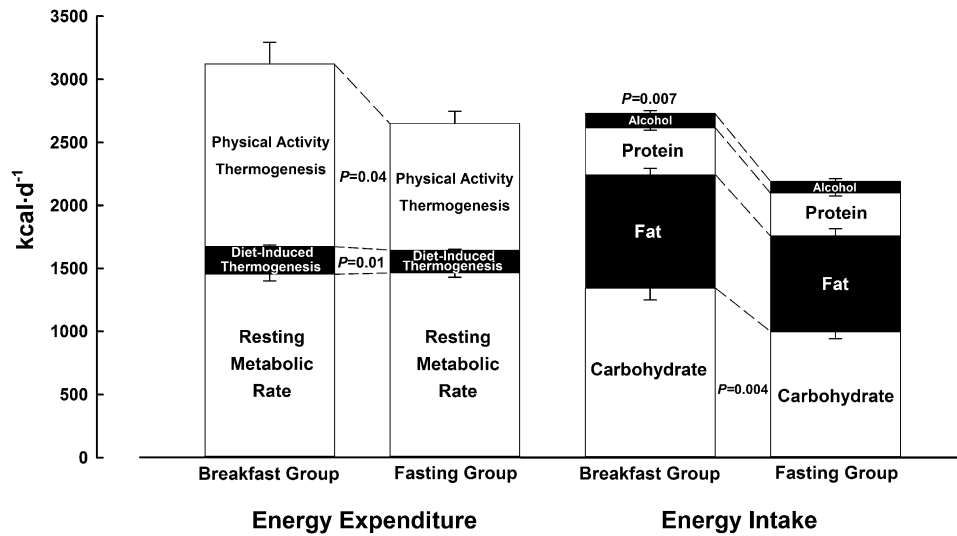 3500
3000
2500
2000
1500
1000
500
0
kcal·d⁻¹
Physical Activity
Thermogenesis
Diet-Induced
Thermogenesis
Resting
Metabolic
Rate
P=0.04
P=0.01
Physical Activity
Thermogenesis
Diet-Induced
Thermogenesis
Resting
Metabolic
Rate
P=0.007
Alcohol
Protein
Fat
Carbohydrate
P=0.004
Alcohol
Protein
Fat
Carbohydrate
Breakfast Group
Fasting Group
Breakfast Group
Fasting Group
Energy Expenditure
Energy Intake